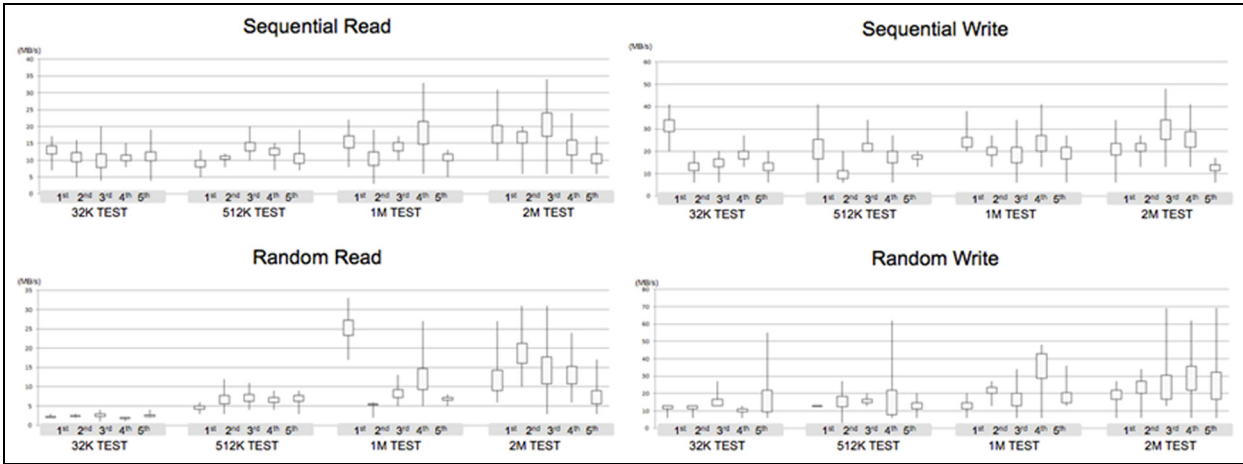 Sequential Read
(MB/s)
40
35
30
25
20
15
10
5
0
1st 2nd 3rd 4th 5th 1st 2nd 3rd 4th 5th 1st 2nd 3rd 4th 5th 1st 2nd 3rd 4th 5th
32K TEST 512K TEST 1M TEST 2M TEST
Sequential Write
(MB/s)
60
50
40
30
20
10
0
1st 2nd 3rd 4th 5th 1st 2nd 3rd 4th 5th 1st 2nd 3rd 4th 5th 1st 2nd 3rd 4th 5th
32K TEST 512K TEST 1M TEST 2M TEST
Random Read
(MB/s)
35
30
25
20
15
10
5
0
1st 2nd 3rd 4th 5th 1st 2nd 3rd 4th 5th 1st 2nd 3rd 4th 5th 1st 2nd 3rd 4th 5th
32K TEST 512K TEST 1M TEST 2M TEST
Random Write
(MB/s)
80
70
60
50
40
30
20
10
0
1st 2nd 3rd 4th 5th 1st 2nd 3rd 4th 5th 1st 2nd 3rd 4th 5th 1st 2nd 3rd 4th 5th
32K TEST 512K TEST 1M TEST 2M TEST